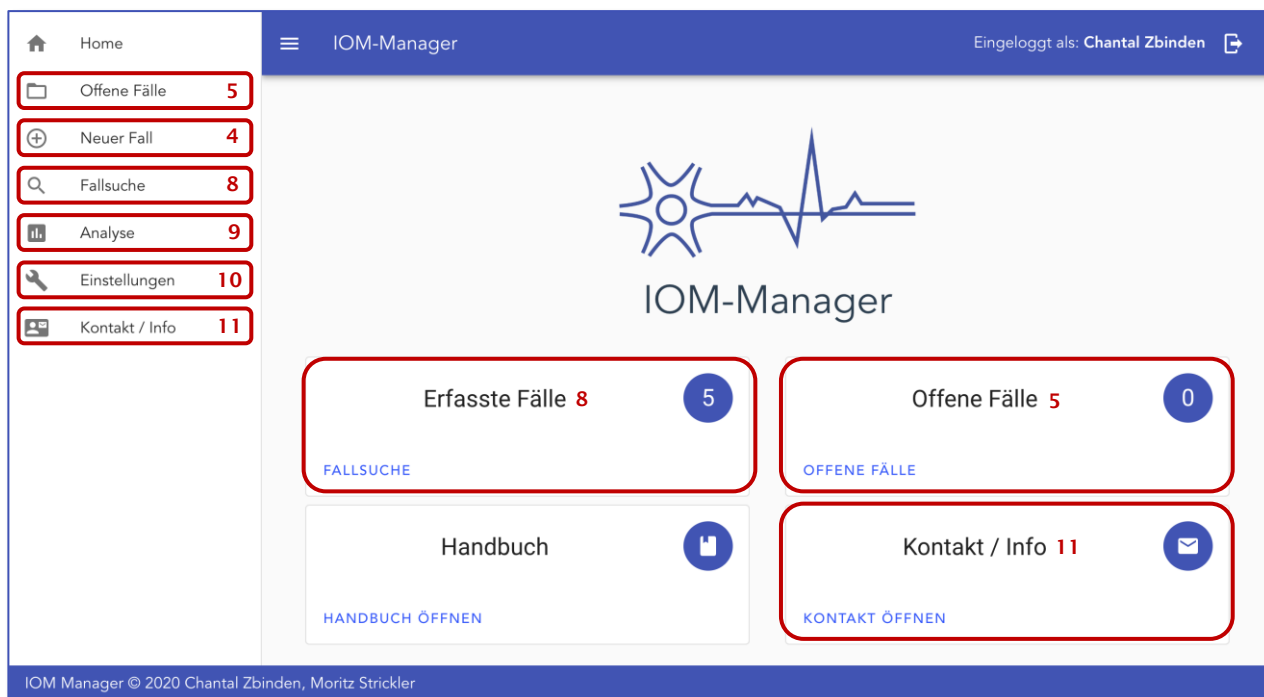 Home
Offene Fälle 5
Neuer Fall 4
Fallsuche 8
Analyse 9
Einstellungen 10
Kontakt / Info 11
IOM-Manager
Eingeloggt als: Chantal Zbinden
IOM-Manager
Erfasste Fälle 8 5
FALLSUCHE
Offene Fälle 5 0
OFFENE FÄLLE
Handbuch
HANDBUCH ÖFFNEN
Kontakt / Info 11
KONTAKT ÖFFNEN
IOM Manager © 2020 Chantal Zbinden, Moritz Strickler